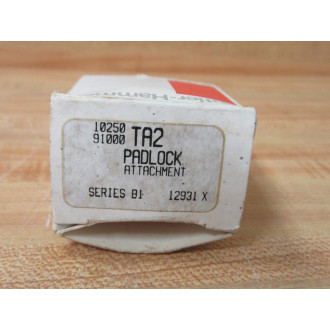 10250
91000 TA2
PADLOCK
ATTACHMENT
SERIES B1 12931 X